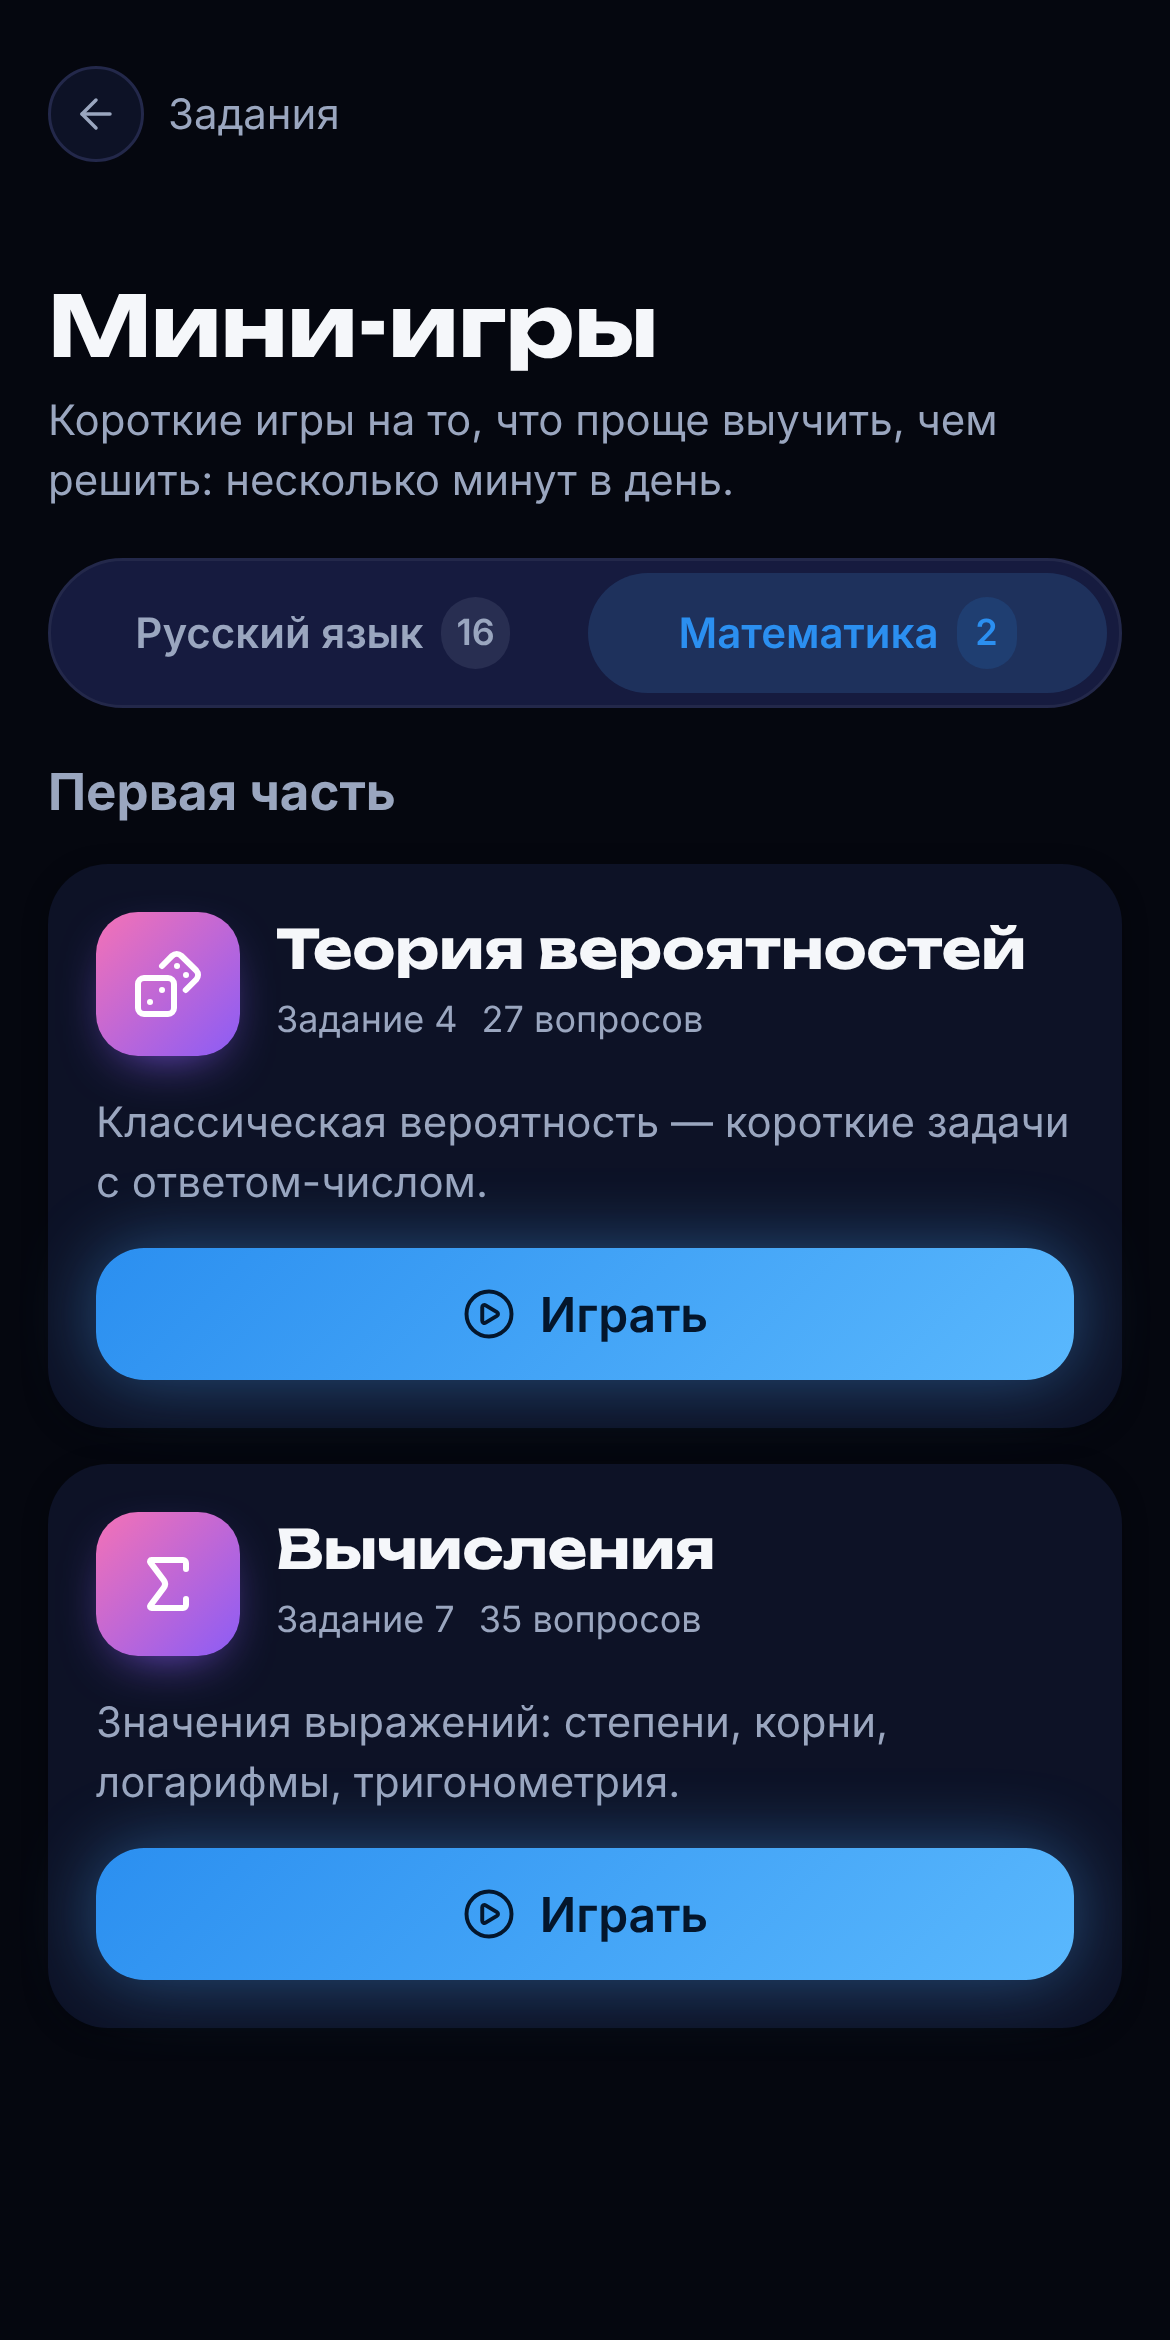 Задания
Мини-игры
Короткие игры на то, что проще выучить, чем
решить: несколько минут в день.
Русский язык 16 Математика 2
Первая часть
Теория вероятностей
Задание 4 27 вопросов
Классическая вероятность — короткие задачи
с ответом-числом.
Играть
Вычисления
Задание 7 35 вопросов
Значения выражений: степени, корни,
логарифмы, тригонометрия.
Играть